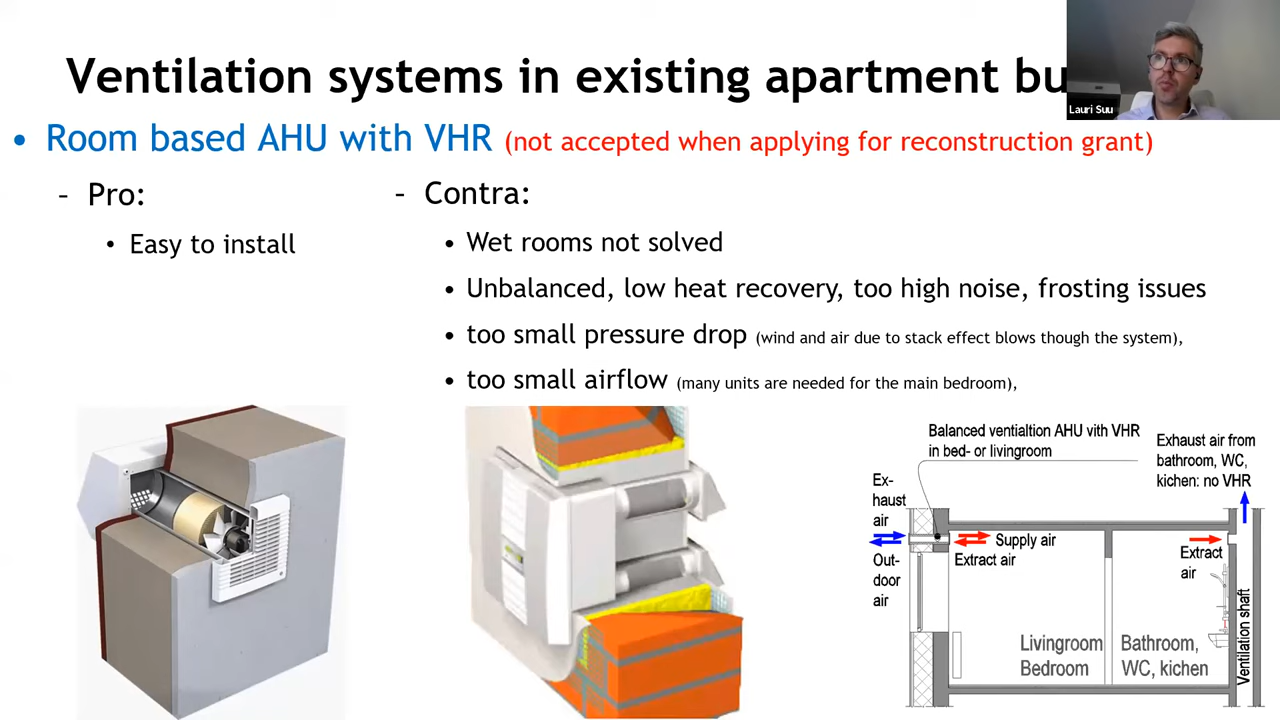 Ventilation systems in existing apartment bu
Lauri Suu
• Room based AHU with VHR (not accepted when applying for reconstruction grant)
– Pro:
• Easy to install
– Contra:
• Wet rooms not solved
• Unbalanced, low heat recovery, too high noise, frosting issues
• too small pressure drop (wind and air due to stack effect blows though the system),
• too small airflow (many units are needed for the main bedroom),
Balanced ventialtion AHU vith VHR
in bed- or livingroom
Exhaust air from
bathroom, WC,
kichen: no VHR
Ex-
haust
air
Out-
door
air
Supply air
Extract air
Extract
air
Livingroom
Bedroom
Bathroom,
WC, kichen
Ventilation shaft